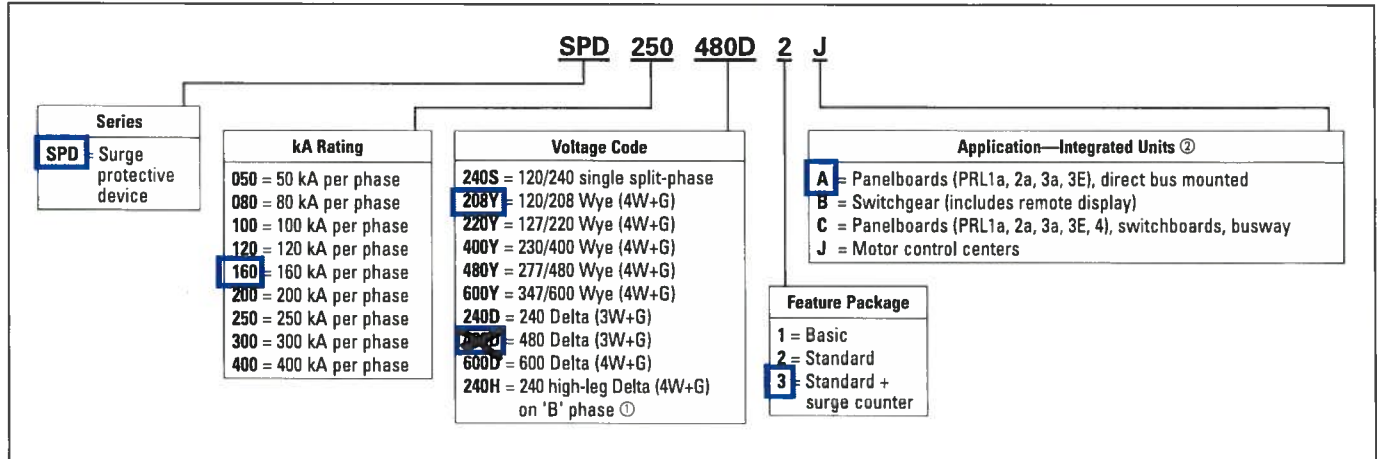 SPD 250 480D 2 J
Series
SPD = Surge
protective
device
kA Rating
050 = 50 kA per phase
080 = 80 kA per phase
100 = 100 kA per phase
120 = 120 kA per phase
160 = 160 kA per phase
200 = 200 kA per phase
250 = 250 kA per phase
300 = 300 kA per phase
400 = 400 kA per phase
Voltage Code
240S = 120/240 single split-phase
208Y = 120/208 Wye (4W+G)
220Y = 127/220 Wye (4W+G)
400Y = 230/400 Wye (4W+G)
480Y = 277/480 Wye (4W+G)
600Y = 347/600 Wye (4W+G)
240D = 240 Delta (3W+G)
= 480 Delta (3W+G)
600D = 600 Delta (4W+G)
240H = 240 high-leg Delta (4W+G)
on 'B' phase ①
Feature Package
1 = Basic
2 = Standard
3 = Standard +
surge counter
Application—Integrated Units ②
A = Panelboards (PRL1a, 2a, 3a, 3E), direct bus mounted
B = Switchgear (includes remote display)
C = Panelboards (PRL1a, 2a, 3a, 3E, 4), switchboards, busway
J = Motor control centers